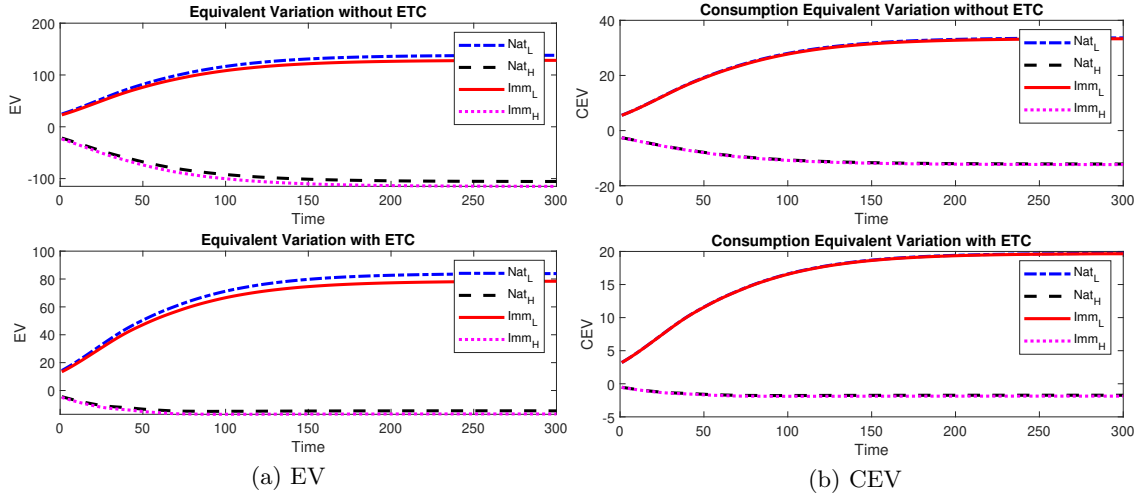 Equivalent Variation without ETC
200
100
0
-100
EV
Nat_L
Nat_H
Imm_L
Imm_H
0 50 100 150 200 250 300
Time
Consumption Equivalent Variation without ETC
40
20
0
-20
CEV
Nat_L
Nat_H
Imm_L
Imm_H
0 50 100 150 200 250 300
Time
Equivalent Variation with ETC
100
80
60
40
20
0
EV
Nat_L
Nat_H
Imm_L
Imm_H
0 50 100 150 200 250 300
Time
Consumption Equivalent Variation with ETC
20
15
10
5
0
-5
CEV
Nat_L
Nat_H
Imm_L
Imm_H
0 50 100 150 200 250 300
Time
(a) EV
(b) CEV